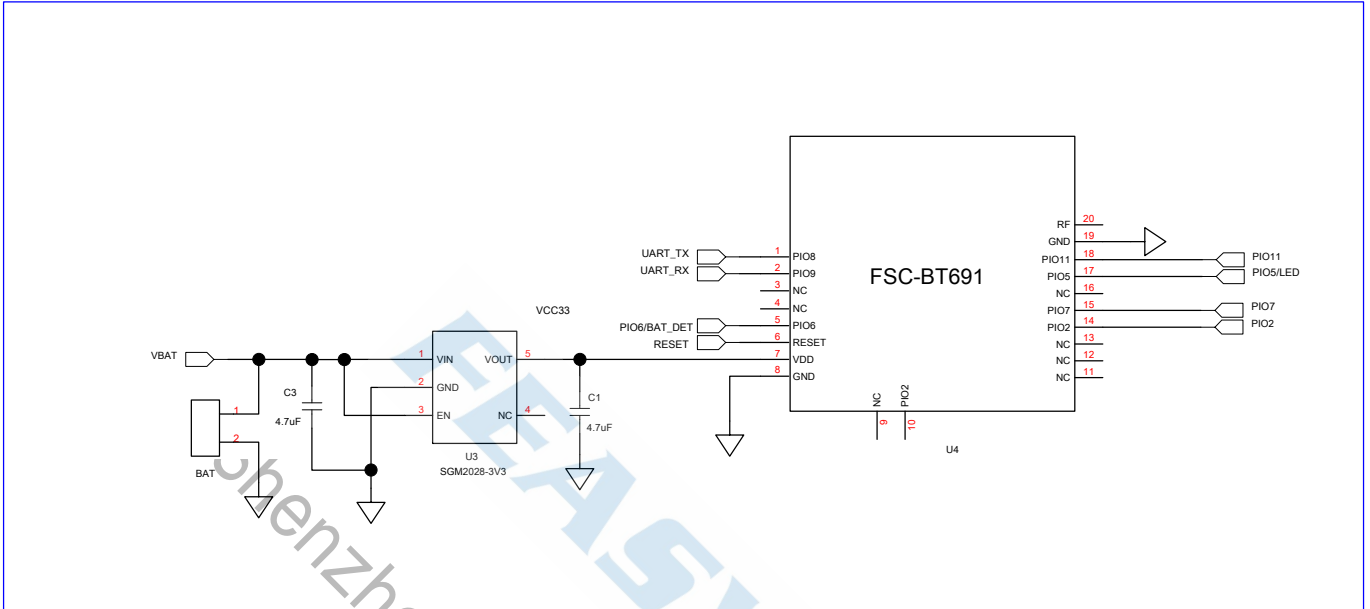 FSC-BT691
UART_TX
1
PIO8
UART_RX
2
PIO9
3
NC
4
NC
PIO6/BAT_DET
5
PIO6
RESET
6
RESET
7
VDD
8
GND
RF
20
GND
19
PIO11
18
PIO11
PIO5
17
PIO5/LED
NC
16
PIO7
15
PIO7
PIO2
14
PIO2
NC
13
NC
12
NC
11
NC
9
PIO2
10
U4
VCC33
VBAT
1
VIN
VOUT
5
2
GND
3
EN
NC
4
U3
SGM2028-3V3
C3
4.7uF
C1
4.7uF
1
2
BAT
Shenzhe
FEASY